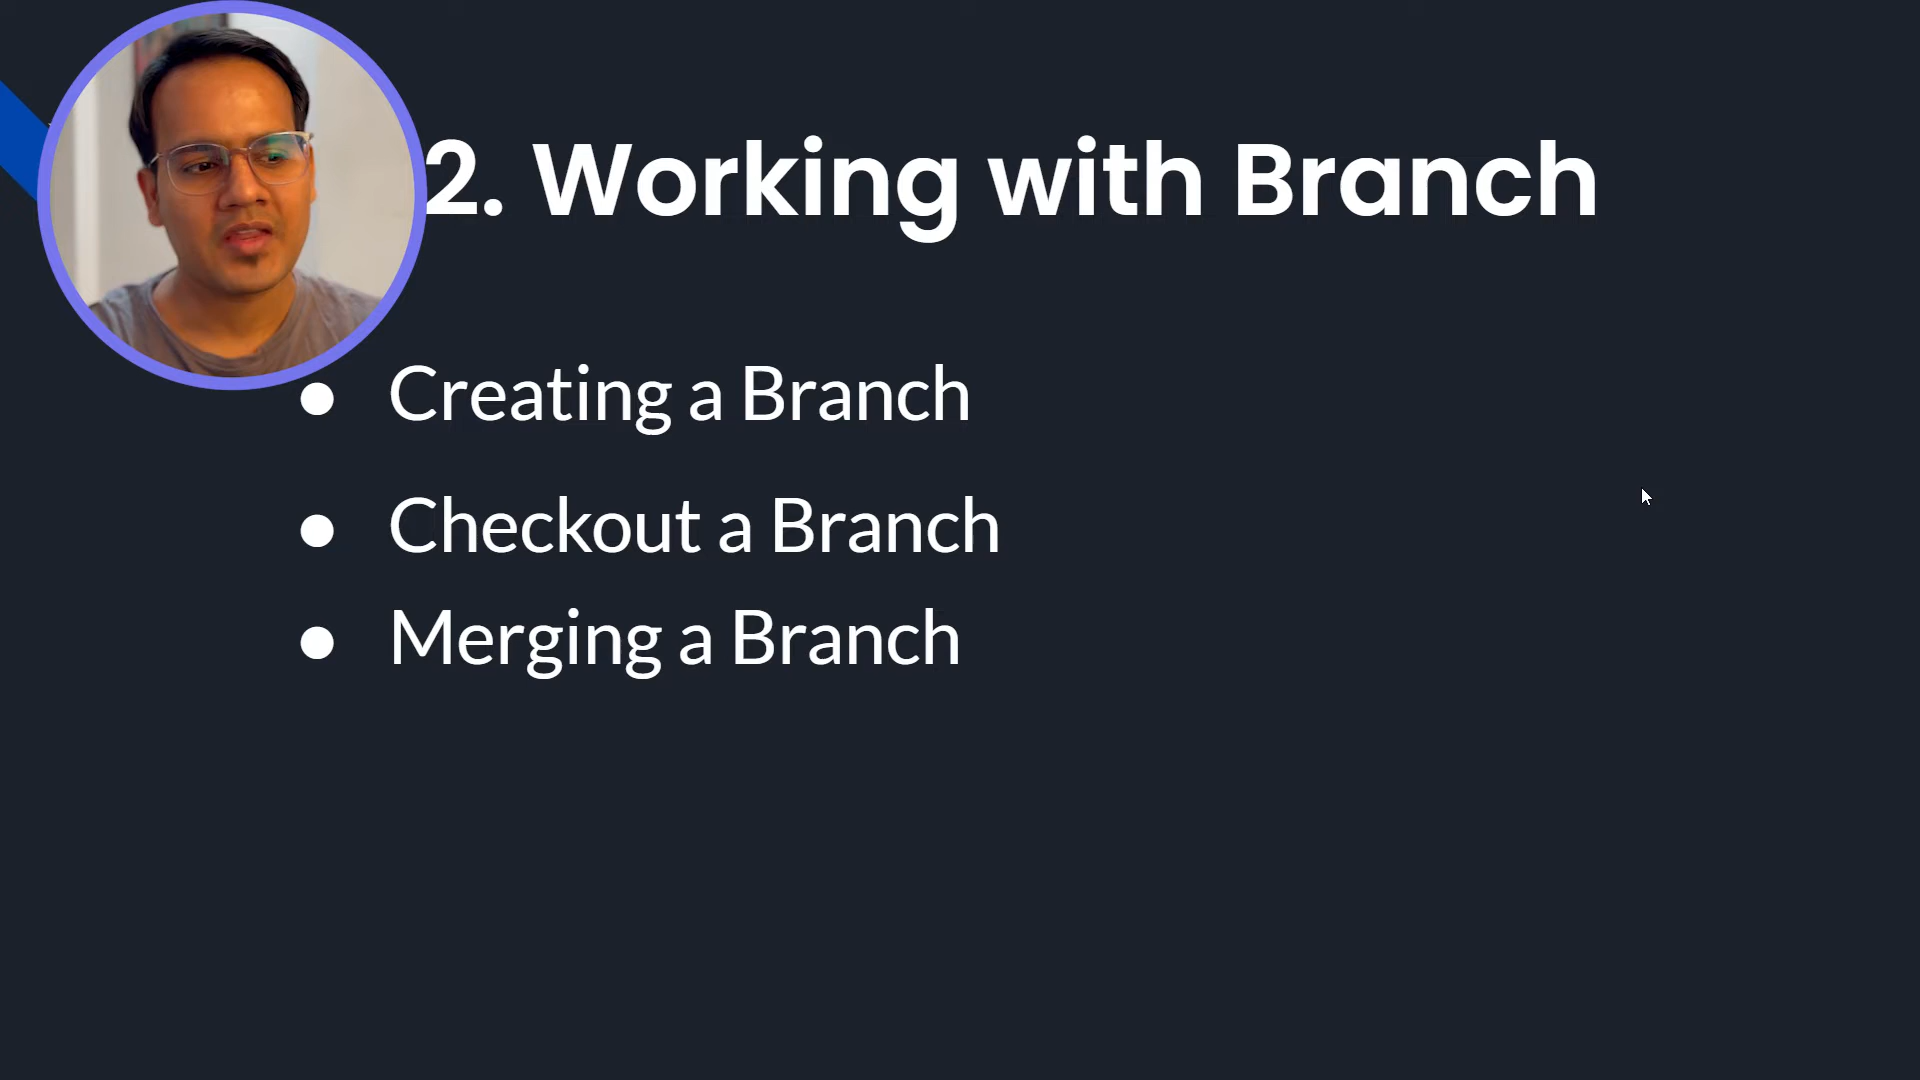 2. Working with Branch
● Creating a Branch
● Checkout a Branch
● Merging a Branch